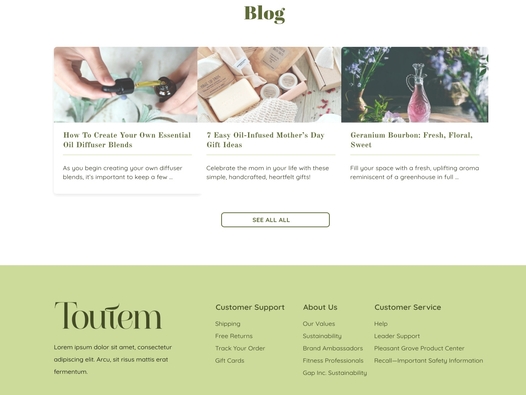 Blog
How To Create Your Own Essential
Oil Diffuser Blends
As you begin creating your own diffuser
blends, it's important to keep a few ...
7 Easy Oil-Infused Mother's Day
Gift Ideas
Celebrate the mom in your life with these
simple, handcrafted, heartfelt gifts!
Geranium Bourbon: Fresh, Floral,
Sweet
Fill your space with a fresh, uplifting aroma
reminiscent of a greenhouse in full ...
SEE ALL ALL
Toutem
Lorem ipsum dolor sit amet, consectetur
adipiscing elit. Arcu, sit risus mattis erat
fermentum.
Customer Support
Shipping
Free Returns
Track Your Order
Gift Cards
About Us
Our Values
Sustainability
Brand Ambassadors
Fitness Professionals
Gap Inc. Sustainability
Customer Service
Help
Leader Support
Pleasant Grove Product Center
Recall—Important Safety Information